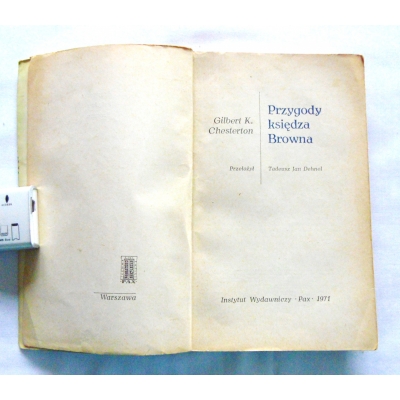 Gilbert K.
Chesterton
Przygody
księdza
Browna
Przełożył
Tadeusz Jan Dehnel
Warszawa
Instytut Wydawniczy · Pax · 1971